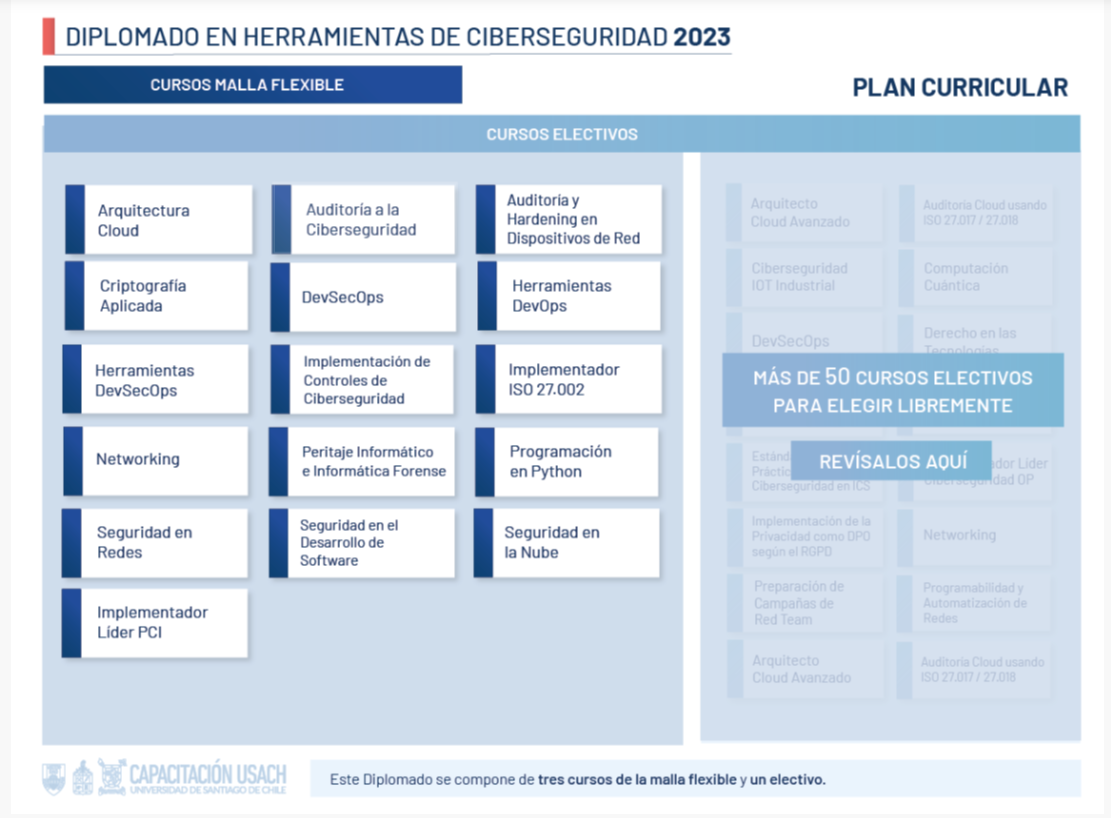 DIPLOMADO EN HERRAMIENTAS DE CIBERSEGURIDAD 2023
CURSOS MALLA FLEXIBLE
PLAN CURRICULAR
CURSOS ELECTIVOS
Arquitectura
Cloud
Auditoría a la
Ciberseguridad
Auditoría y
Hardening en
Dispositivos de Red
Criptografía
Aplicada
DevSecOps
Herramientas
DevOps
Herramientas
DevSecOps
Implementación de
Controles de
Ciberseguridad
Implementador
ISO 27.002
Networking
Peritaje Informático
e Informática Forense
Programación
en Python
Seguridad en
Redes
Seguridad en el
Desarrollo de
Software
Seguridad en
la Nube
Implementador
Líder PCI
Arquitecto
Cloud Avanzado
Auditoría Cloud usando
ISO 27.017 / 27.018
Ciberseguridad
IOT Industrial
Computación
Cuántica
DevSecOps
Derecho en las
Tecnologías
MÁS DE 50 CURSOS ELECTIVOS
PARA ELEGIR LIBREMENTE
REVÍSALOS AQUÍ
Ciberseguridad en ICS
Líder
Ciberseguridad OP
Implementación de la
Privacidad como DPO
según el RGPD
Networking
Preparación de
Campañas de
Red Team
Programabilidad y
Automatización de
Redes
Arquitecto
Cloud Avanzado
Auditoría Cloud usando
ISO 27.017 / 27.018
CAPACITACIÓN USACH
UNIVERSIDAD DE SANTIAGO DE CHILE
Este Diplomado se compone de tres cursos de la malla flexible y un electivo.